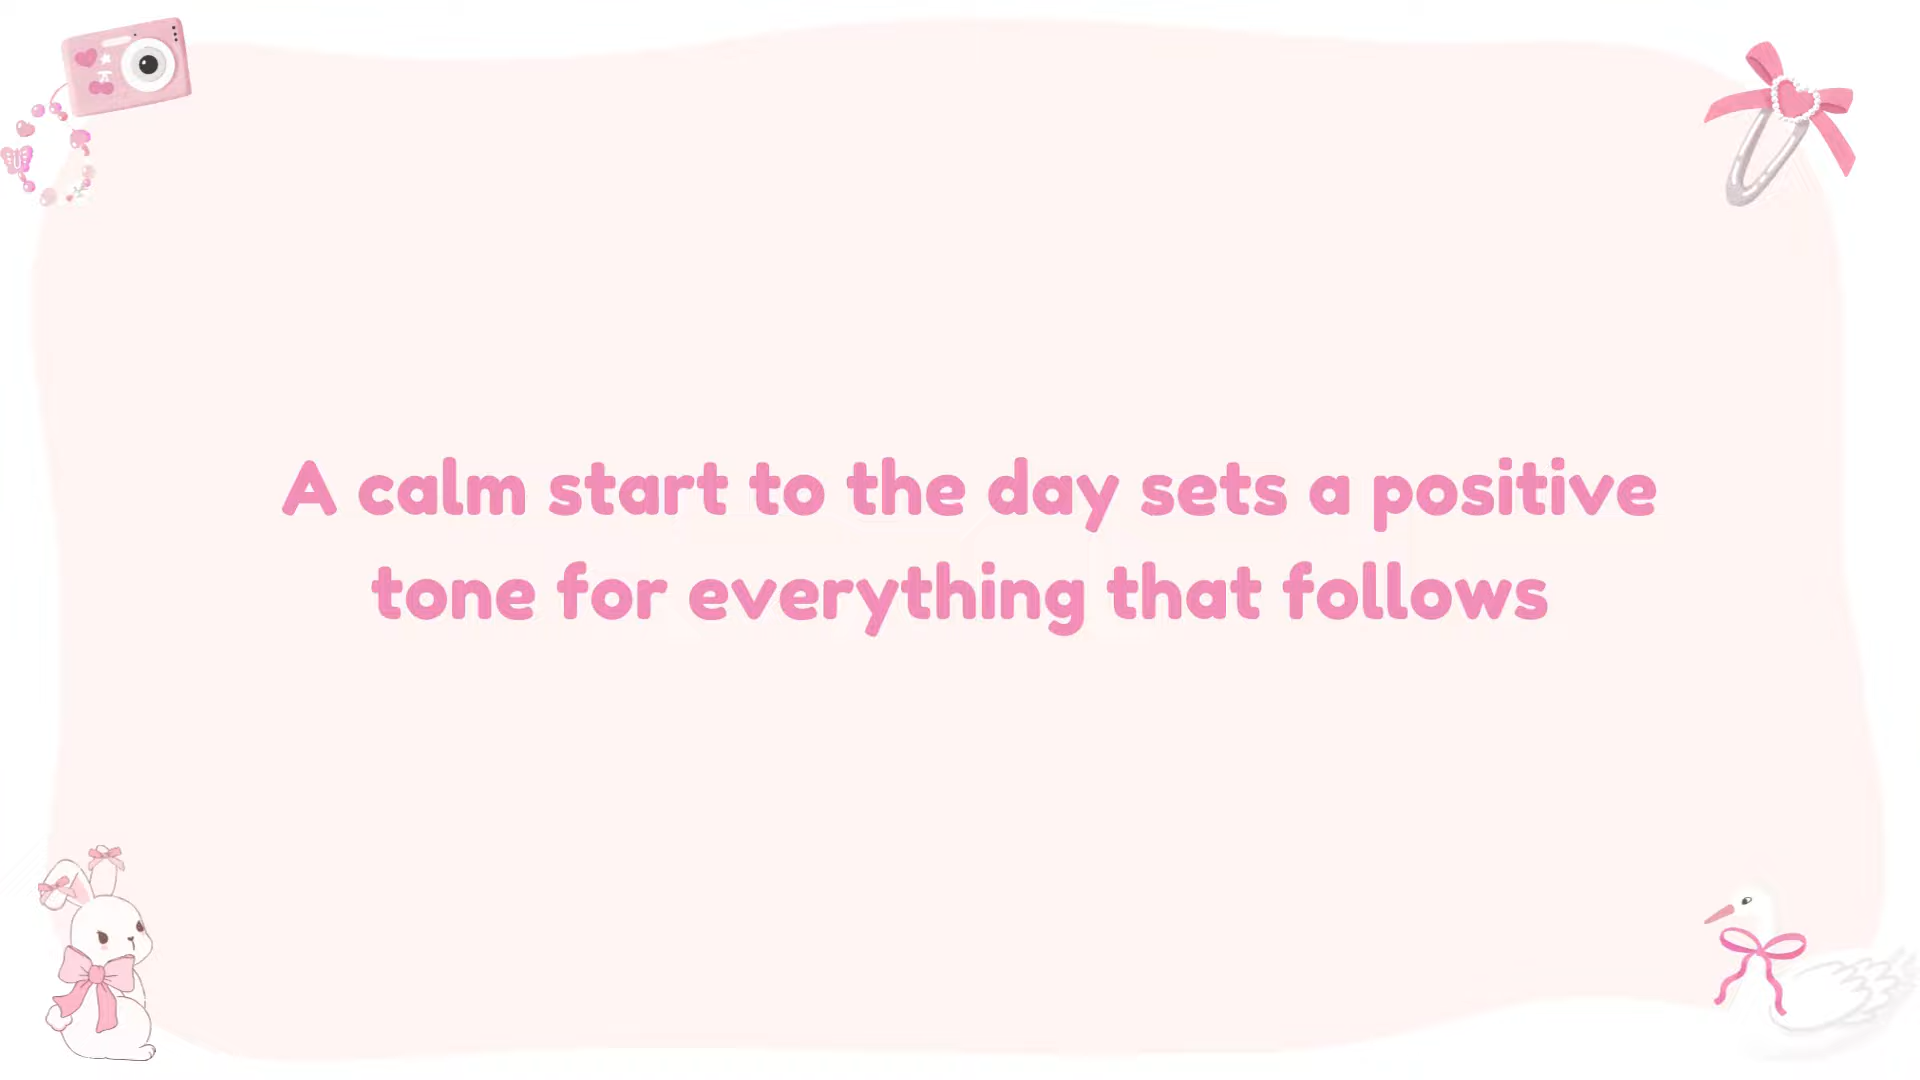 A calm start to the day sets a positive
tone for everything that follows